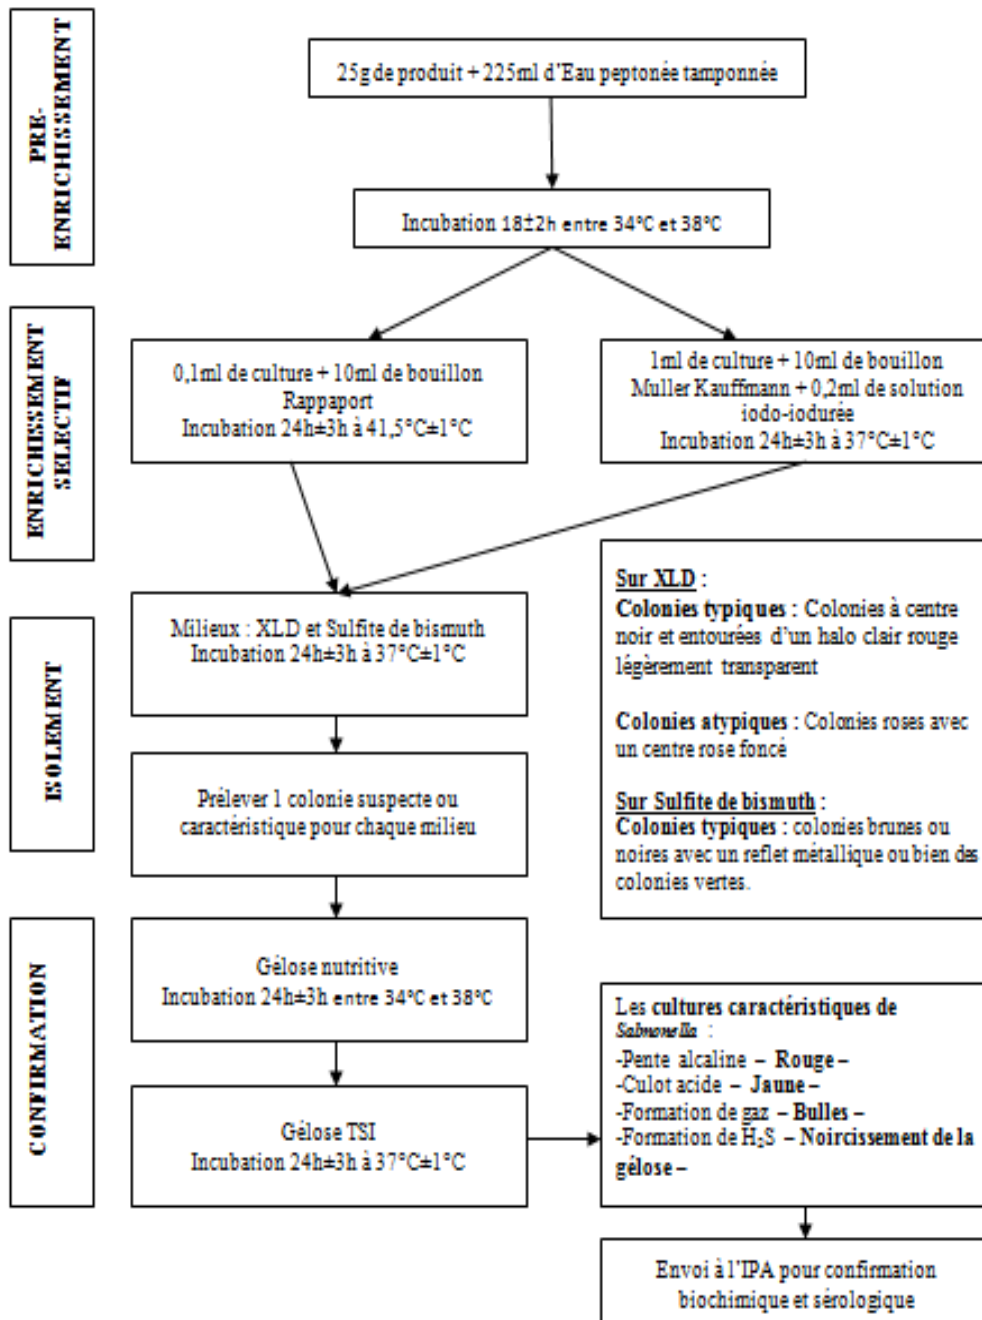 PRE-
ENRICHISSEMENT
25g de produit + 225ml d'Eau peptonée tamponnée
Incubation 18±2h entre 34°C et 38°C
ENRICHISSEMENT
SELECTIF
0,1ml de culture + 10ml de bouillon
Rappaport
Incubation 24h±3h à 41,5°C±1°C
1ml de culture + 10ml de bouillon
Muller Kauffmann + 0,2ml de solution
iodo-iodurée
Incubation 24h±3h à 37°C±1°C
ISOLEMENT
Milieux : XLD et Sulfite de bismuth
Incubation 24h±3h à 37°C±1°C
Prélever 1 colonie suspecte ou
caractéristique pour chaque milieu
Sur XLD :
Colonies typiques : Colonies à centre
noir et entourées d'un halo clair rouge
légèrement transparent
Colonies atypiques : Colonies roses avec
un centre rose foncé
Sur Sulfite de bismuth :
Colonies typiques : colonies brunes ou
noires avec un reflet métallique ou bien des
colonies vertes.
CONFIRMATION
Gélose nutritive
Incubation 24h±3h entre 34°C et 38°C
Gélose TSI
Incubation 24h±3h à 37°C±1°C
Les cultures caractéristiques de
Salmonella :
-Pente alcaline – Rouge –
-Culot acide – Jaune –
-Formation de gaz – Bulles –
-Formation de H₂S – Noircissement de la
gélose –
Envoi à l'IPA pour confirmation
biochimique et sérologique